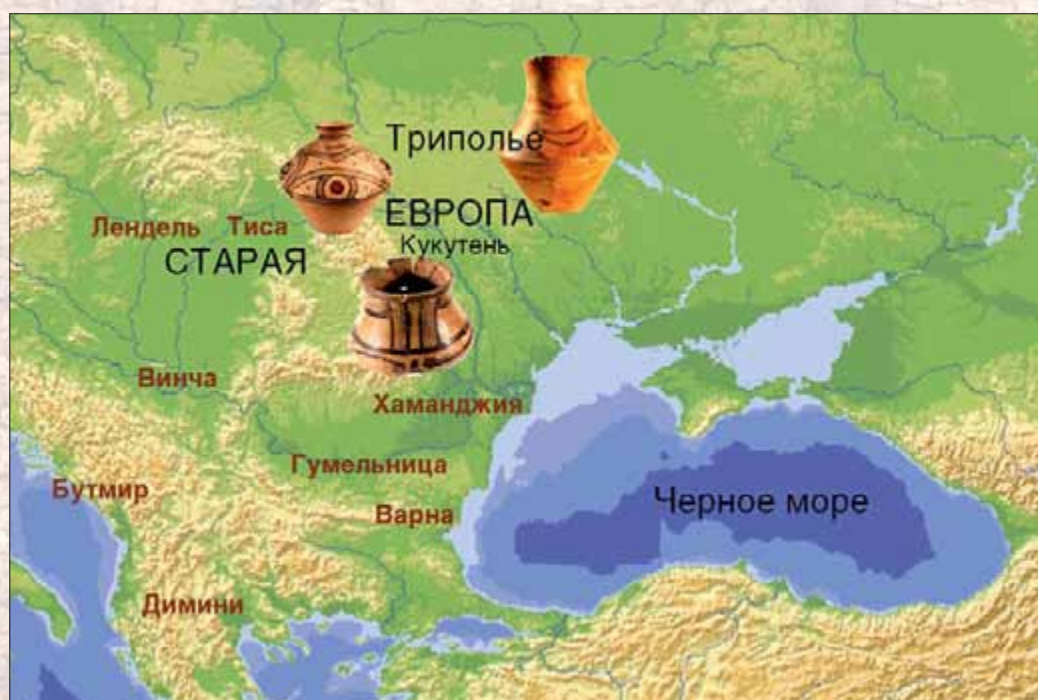 Триполье
ЕВРОПА
Кукутень
Лендель Тиса
СТАРАЯ
Винча
Хаманджия
Гумельница
Бутмир
Варна
Черное море
Димини